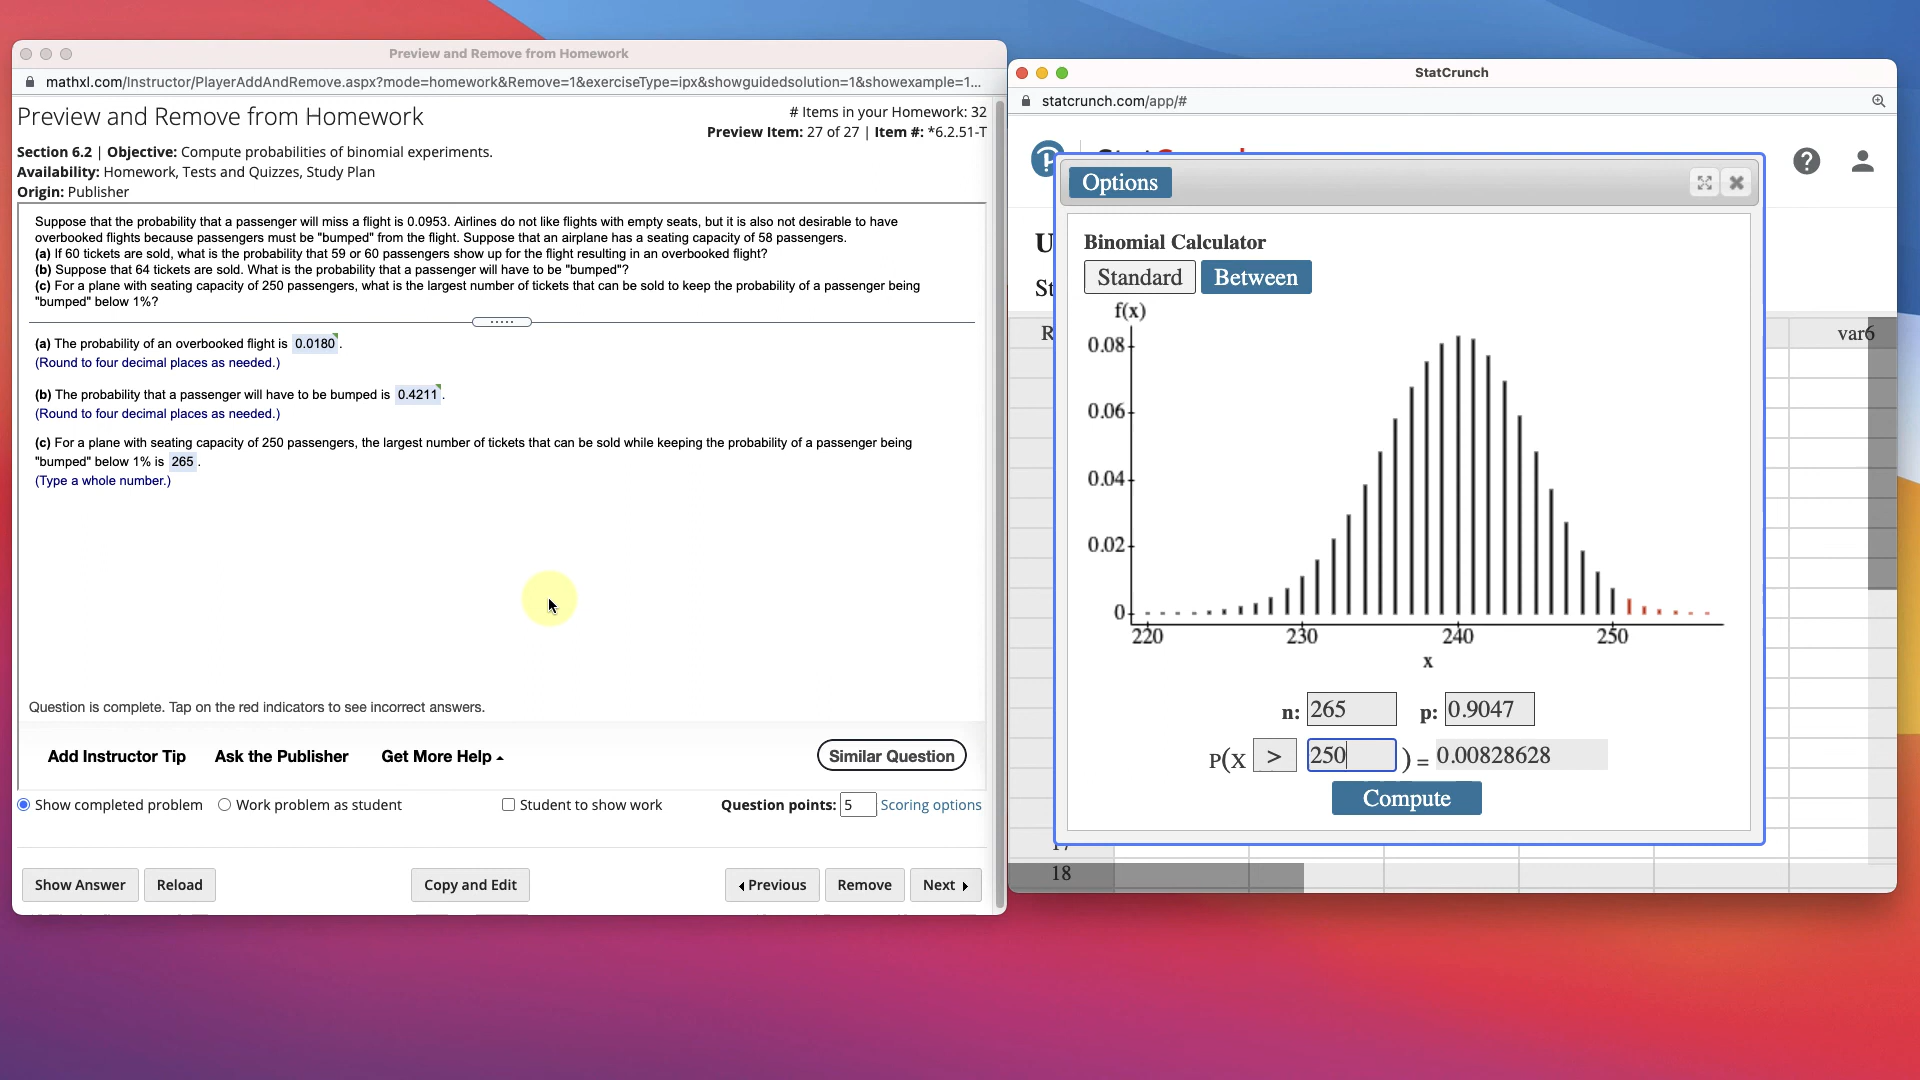 Preview and Remove from Homework
mathxl.com/Instructor/PlayerAddAndRemove.aspx?mode=homework&Remove=1&exerciseType=ipx&showguidedsolution=1&showexample=1...
Preview and Remove from Homework
# Items in your Homework: 32
Preview Item: 27 of 27 | Item #: *6.2.51-T
Section 6.2 | Objective: Compute probabilities of binomial experiments.
Availability: Homework, Tests and Quizzes, Study Plan
Origin: Publisher
Suppose that the probability that a passenger will miss a flight is 0.0953. Airlines do not like flights with empty seats, but it is also not desirable to have
overbooked flights because passengers must be "bumped" from the flight. Suppose that an airplane has a seating capacity of 58 passengers.
(a) If 60 tickets are sold, what is the probability that 59 or 60 passengers show up for the flight resulting in an overbooked flight?
(b) Suppose that 64 tickets are sold. What is the probability that a passenger will have to be "bumped"?
(c) For a plane with seating capacity of 250 passengers, what is the largest number of tickets that can be sold to keep the probability of a passenger being
"bumped" below 1%?
(a) The probability of an overbooked flight is 0.0180.
(Round to four decimal places as needed.)
(b) The probability that a passenger will have to be bumped is 0.4211.
(Round to four decimal places as needed.)
(c) For a plane with seating capacity of 250 passengers, the largest number of tickets that can be sold while keeping the probability of a passenger being
"bumped" below 1% is 265.
(Type a whole number.)
Question is complete. Tap on the red indicators to see incorrect answers.
Add Instructor Tip Ask the Publisher Get More Help Similar Question
Show completed problem Work problem as student Student to show work Question points: 5 Scoring options
Show Answer Reload Copy and Edit Previous Remove Next
StatCrunch
statcrunch.com/app/#
Options
U
St
R
var6
Binomial Calculator
Standard Between
f(x)
0.08
0.06
0.04
0.02
0
220 230 240 250
x
n: 265 p: 0.9047
P(X > 250) = 0.00828628
Compute
17
18